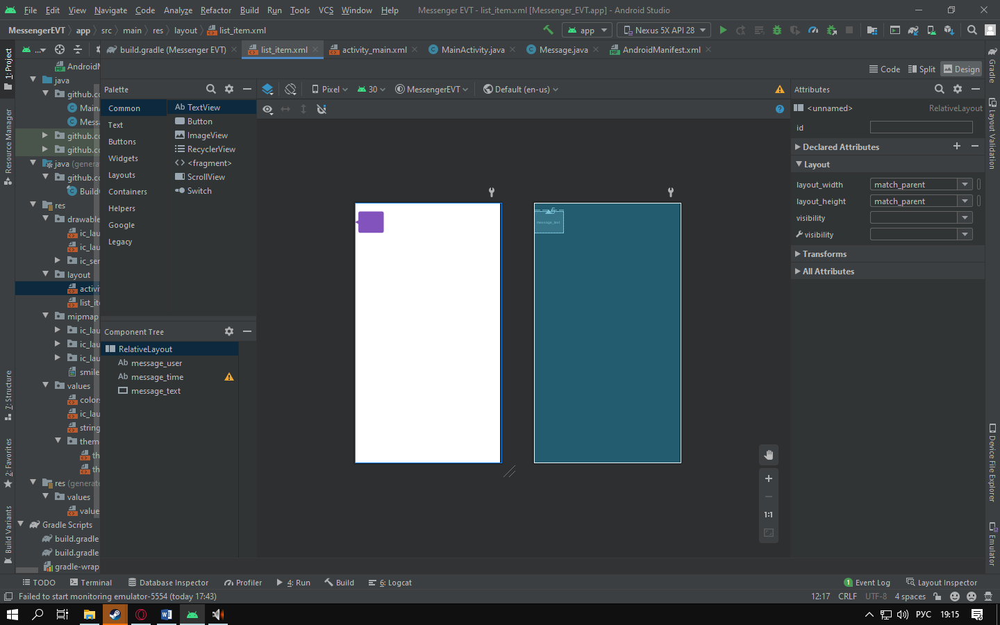 File Edit View Navigate Code Analyze Refactor Build Run Tools VCS Window Help Messenger EVT - list_item.xml [Messenger_EVT.app] - Android Studio
MessengerEVT app src main res layout list_item.xml app Nexus 5X API 28
... build.gradle (Messenger EVT) list_item.xml activity_main.xml MainActivity.java Message.java AndroidManifest.xml
1: Project
Resource Manager
7: Structure
2: Favorites
Build Variants
AndroidM
java
github.co
MainA
Messa
github.co
github.co
java (genera
github.co
BuildC
res
drawable
ic_lau
ic_lau
ic_ser
layout
activi
list_ite
mipmap
ic_lau
ic_lau
ic_lau
smile
values
colors
ic_lau
string
them
th
th
res (generate
values
value
Gradle Scripts
build.gradle
build.gradle
gradle-wrap
Code Split Design
Palette
Common
Text
Buttons
Widgets
Layouts
Containers
Helpers
Google
Legacy
Ab TextView
Button
ImageView
RecyclerView
<fragment>
ScrollView
Switch
Component Tree
RelativeLayout
Ab message_user
Ab message_time
message_text
Pixel 30 MessengerEVT Default (en-us)
message_text
1:1
Attributes
<unnamed> RelativeLayout
id
Declared Attributes
Layout
layout_width match_parent
layout_height match_parent
visibility
visibility
Transforms
All Attributes
Gradle
Layout Validation
Device File Explorer
Emulator
TODO Terminal Database Inspector Profiler 4: Run Build 6: Logcat 1 Event Log Layout Inspector
Failed to start monitoring emulator-5554 (today 17:43) 12:17 CRLF UTF-8 4 spaces
РУС 19:15